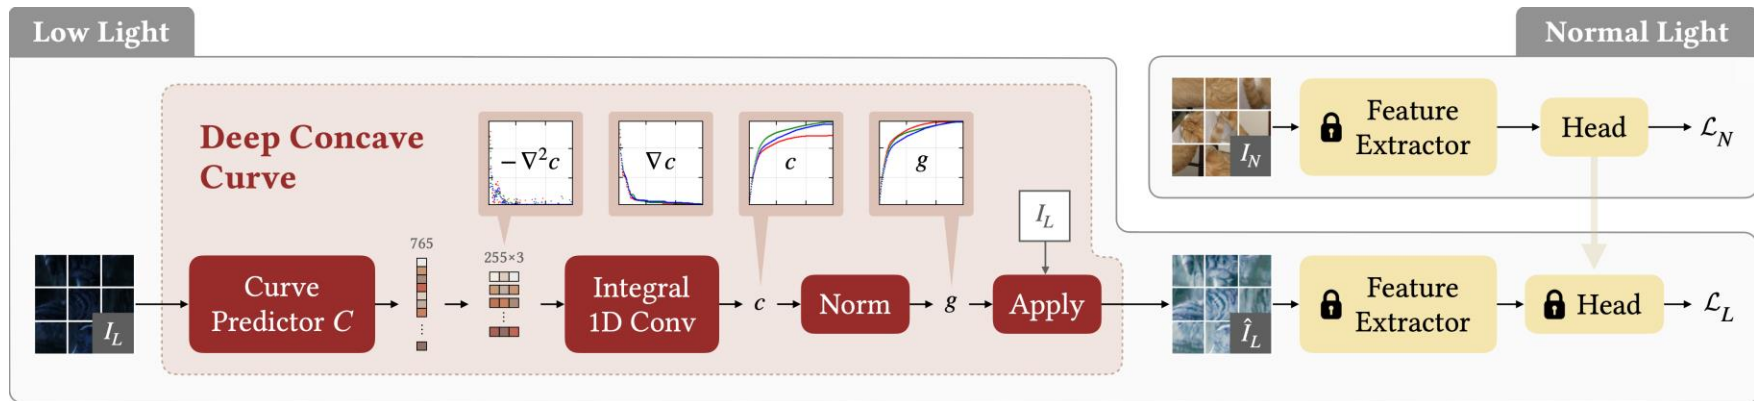 Low Light
Normal Light
Deep Concave
Curve
−∇²c
∇c
c
g
I_N
Feature
Extractor
Head
ℒ_N
I_L
765
255×3
I_L
Curve
Predictor C
⋮
⋮
Integral
1D Conv
c
Norm
g
Apply
Î_L
Feature
Extractor
Head
ℒ_L